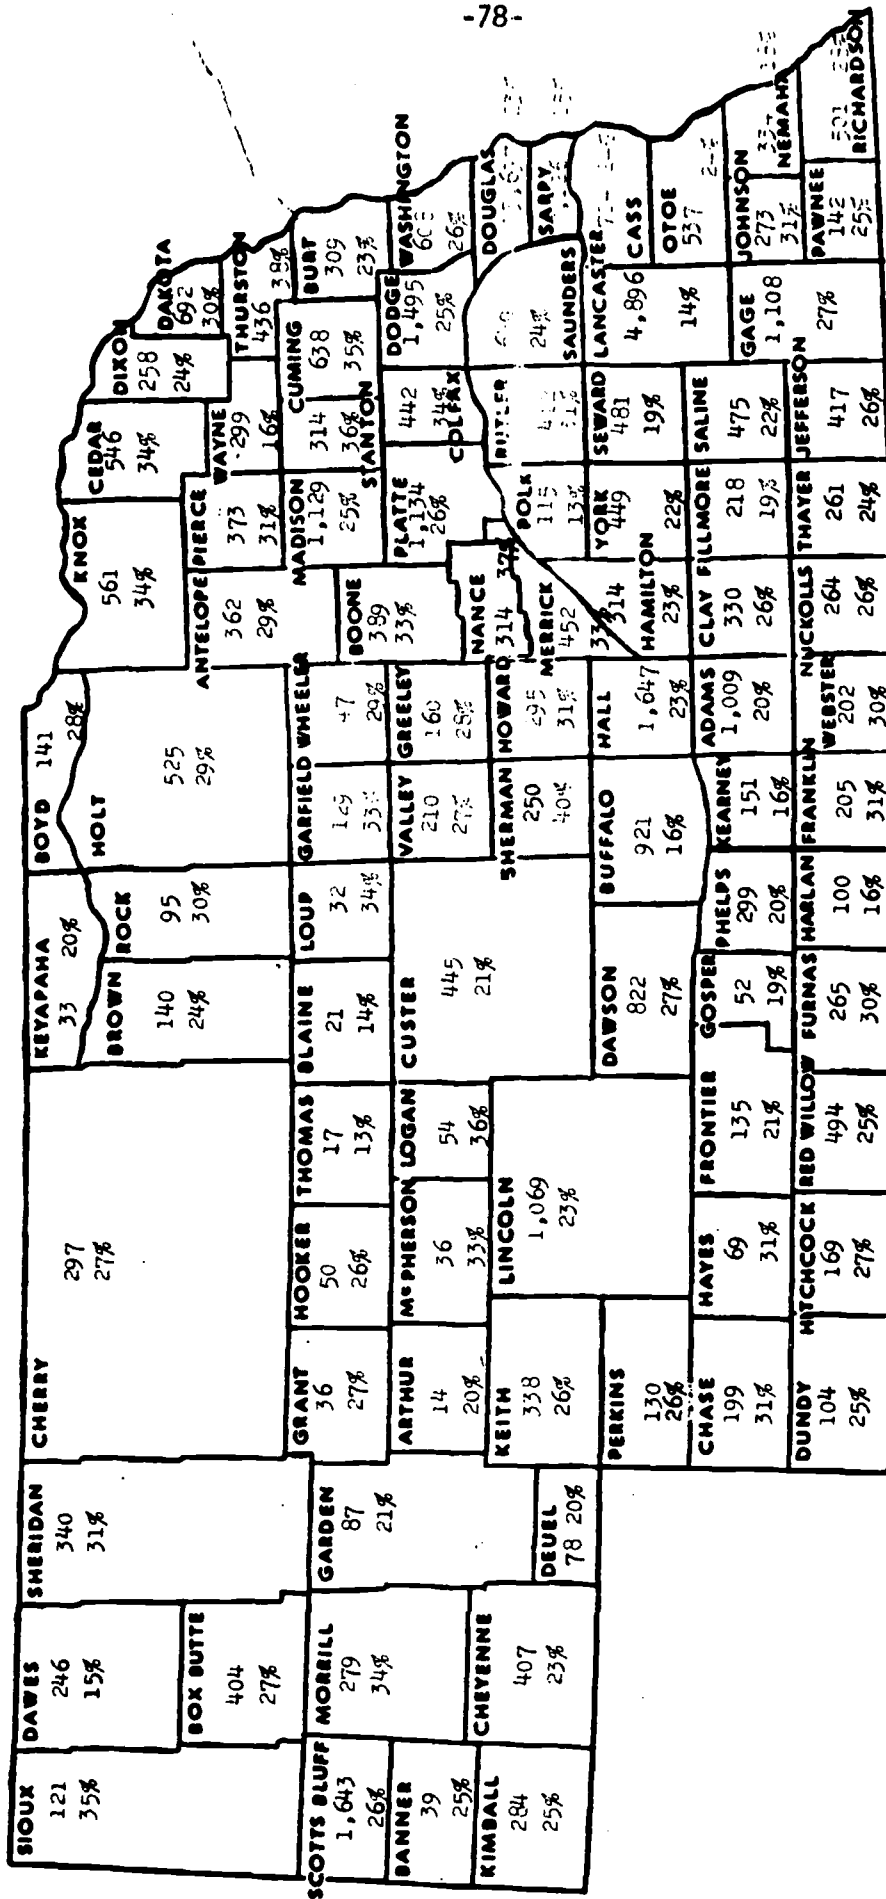 -78-
SIOUX
121
35%
DAWES
246
15%
BOX BUTTE
404
27%
SHERIDAN
340
31%
CHERRY
297
27%
KEYAPAHA
33 20%
BROWN
140
24%
ROCK
95
30%
BOYD 141
28%
HOLT
525
29%
KNOX
561
34%
CEDAR
546
34%
DIXON
258
24%
DAKOTA
692
30%
ANTELOPE
362
29%
PIERCE
373
31%
WAYNE
299
16%
THURSTON
436
38%
SCOTTS BLUFF
1,643
26%
BANNER
39
25%
KIMBALL
284
25%
MORRILL
279
34%
CHEYENNE
407
23%
GARDEN
87
21%
DEUEL
78 20%
GRANT
36
27%
HOOKER
50
26%
THOMAS
17
13%
BLAINE
21
14%
LOUP
32
34%
GARFIELD
129
33%
WHEELER
47
29%
BOONE
389
33%
MADISON
1,129
25%
STANTON
314
36%
CUMING
638
35%
BURT
309
23%
ARTHUR
14
20%
McPHERSON
36
33%
LOGAN
54
36%
CUSTER
445
21%
VALLEY
210
27%
GREELEY
160
28%
NANCE
314
37%
PLATTE
1,134
26%
COLFAX
442
34%
DODGE
1,495
25%
WASHINGTON
26%
KEITH
338
26%
LINCOLN
1,069
23%
SHERMAN
250
40%
HOWARD
295
31%
MERRICK
452
33%
POLK
115
13%
BUTLER
SAUNDERS
24%
DOUGLAS
SARPY
PERKINS
130
26%
DAWSON
822
27%
BUFFALO
921
16%
HALL
1,647
23%
HAMILTON
314
23%
YORK
449
22%
SEWARD
481
19%
LANCASTER
4,896
14%
CASS
OTOE
537
CHASE
199
31%
HAYES
69
31%
FRONTIER
135
21%
GOSPER
52
19%
PHELPS
299
20%
KEARNEY
151
16%
ADAMS
1,009
20%
CLAY
330
26%
FILLMORE
218
19%
SALINE
475
22%
GAGE
1,108
27%
JOHNSON
273
31%
NEMAHA
DUNDY
104
25%
HITCHCOCK
169
27%
RED WILLOW
494
25%
FURNAS
265
30%
HARLAN
100
16%
FRANKLIN
205
31%
WEBSTER
202
30%
NUCKOLLS
264
26%
THAYER
261
24%
JEFFERSON
417
26%
PAWNEE
142
25%
RICHARDSON